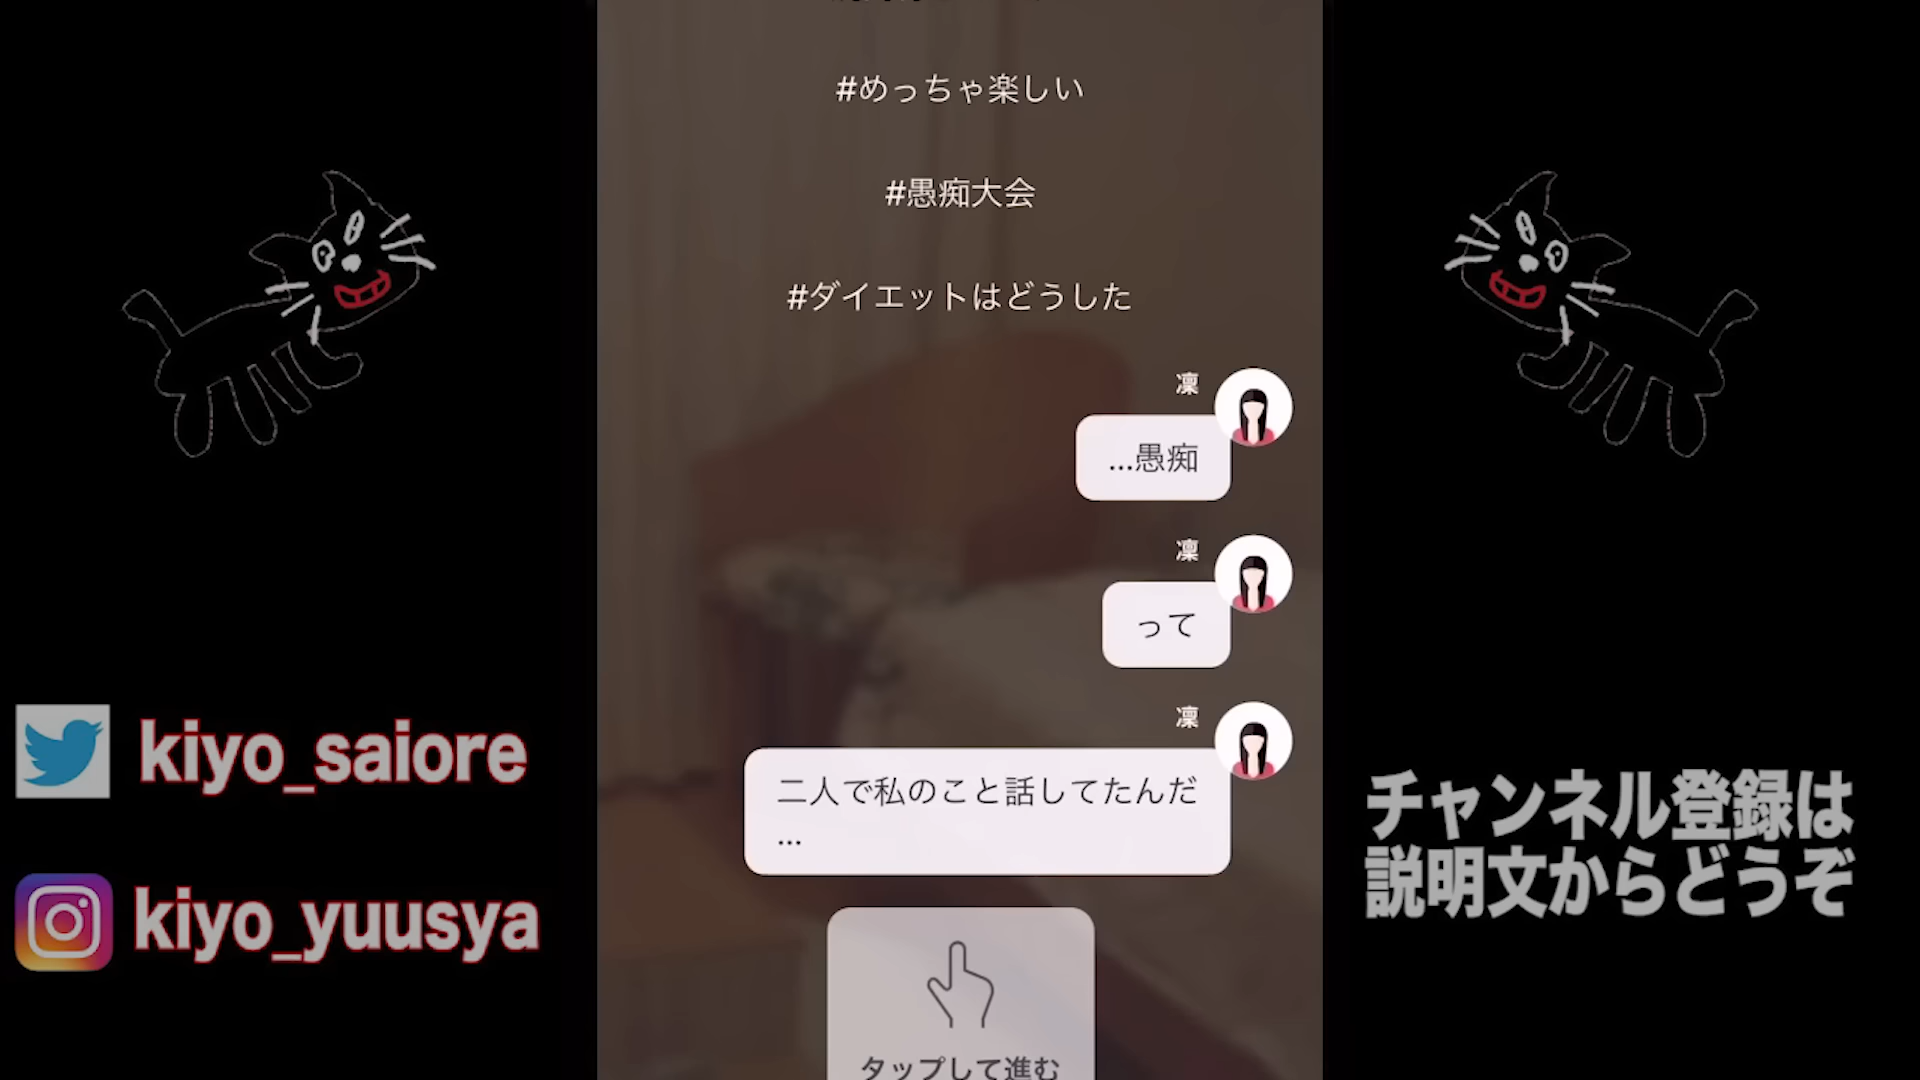 #めっちゃ楽しい
#愚痴大会
#ダイエットはどうした
凛
...愚痴
凛
って
凛
二人で私のこと話してたんだ
...
タップして進む
kiyo_saiore
kiyo_yuusya
チャンネル登録は
説明文からどうぞ